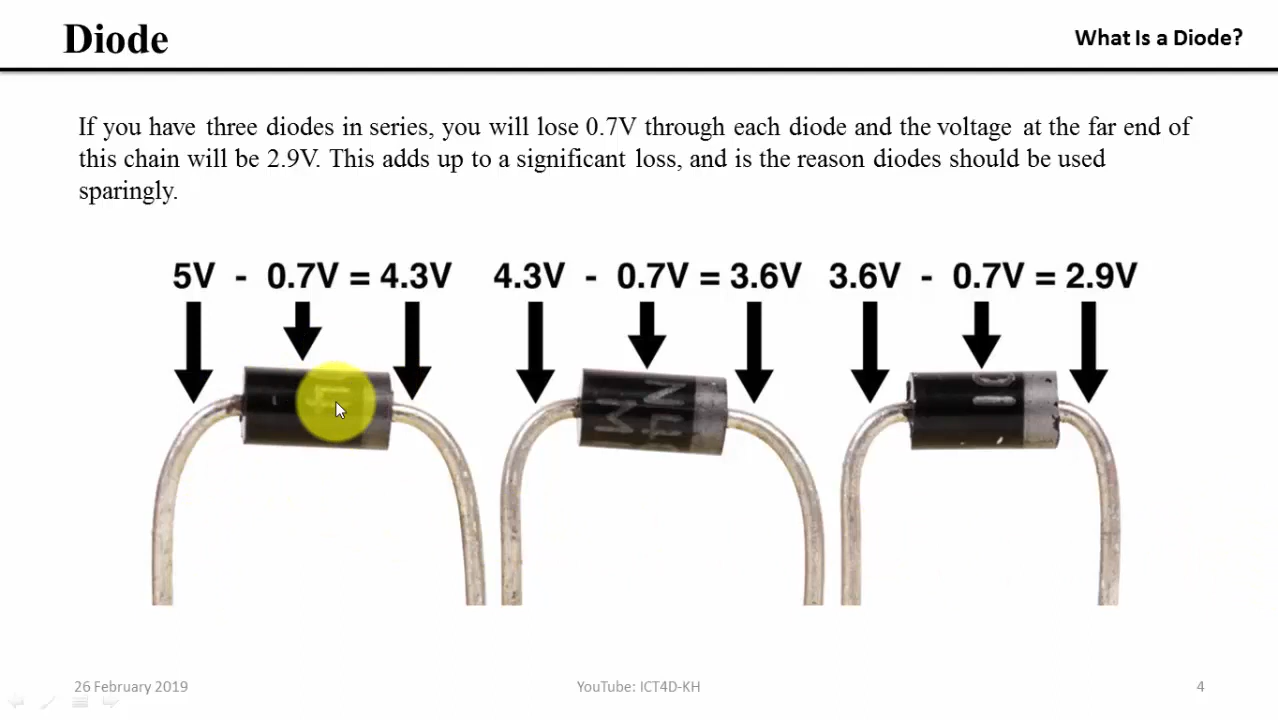 Diode
What Is a Diode?
If you have three diodes in series, you will lose 0.7V through each diode and the voltage at the far end of
this chain will be 2.9V. This adds up to a significant loss, and is the reason diodes should be used
sparingly.
5V - 0.7V = 4.3V 4.3V - 0.7V = 3.6V 3.6V - 0.7V = 2.9V
26 February 2019
YouTube: ICT4D-KH
4